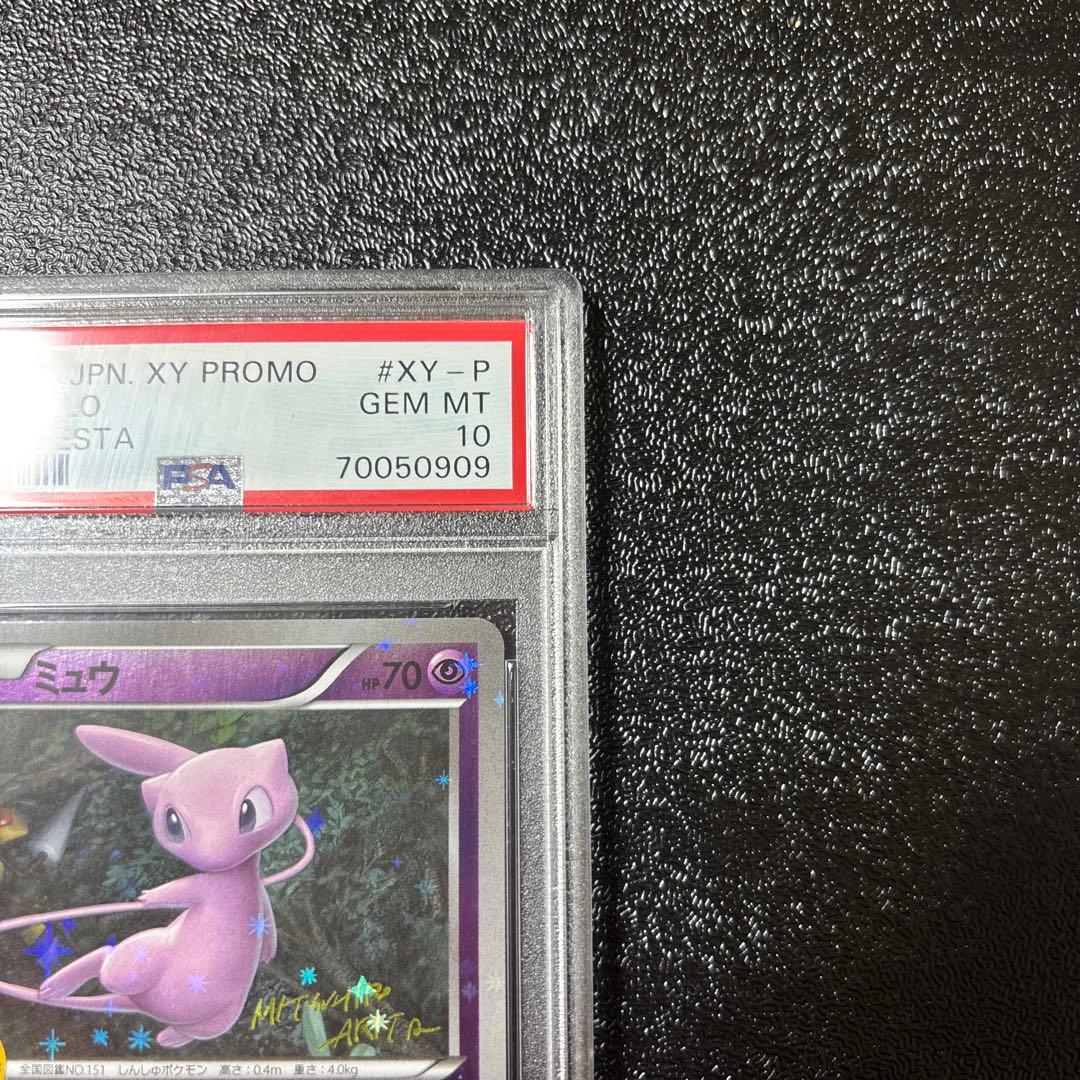 JPN. XY PROMO #XY-P
LO GEM MT
ESTA 10
PSA 70050909
ミュウ HP70
MITSUHIRO
ARITA
全国図鑑NO.151 しんしゅポケモン 高さ:0.4m 重さ:4.0kg